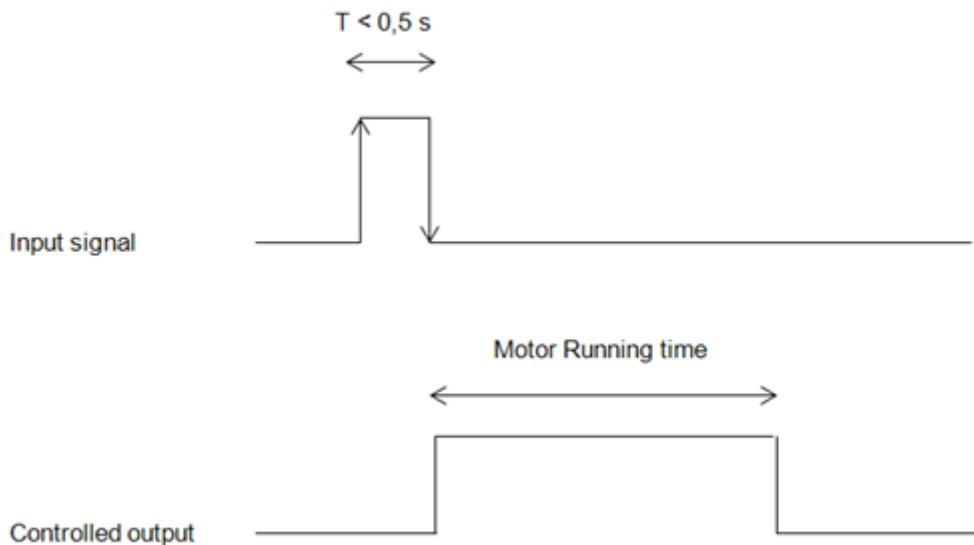 T < 0,5 s
Input signal
Motor Running time
Controlled output